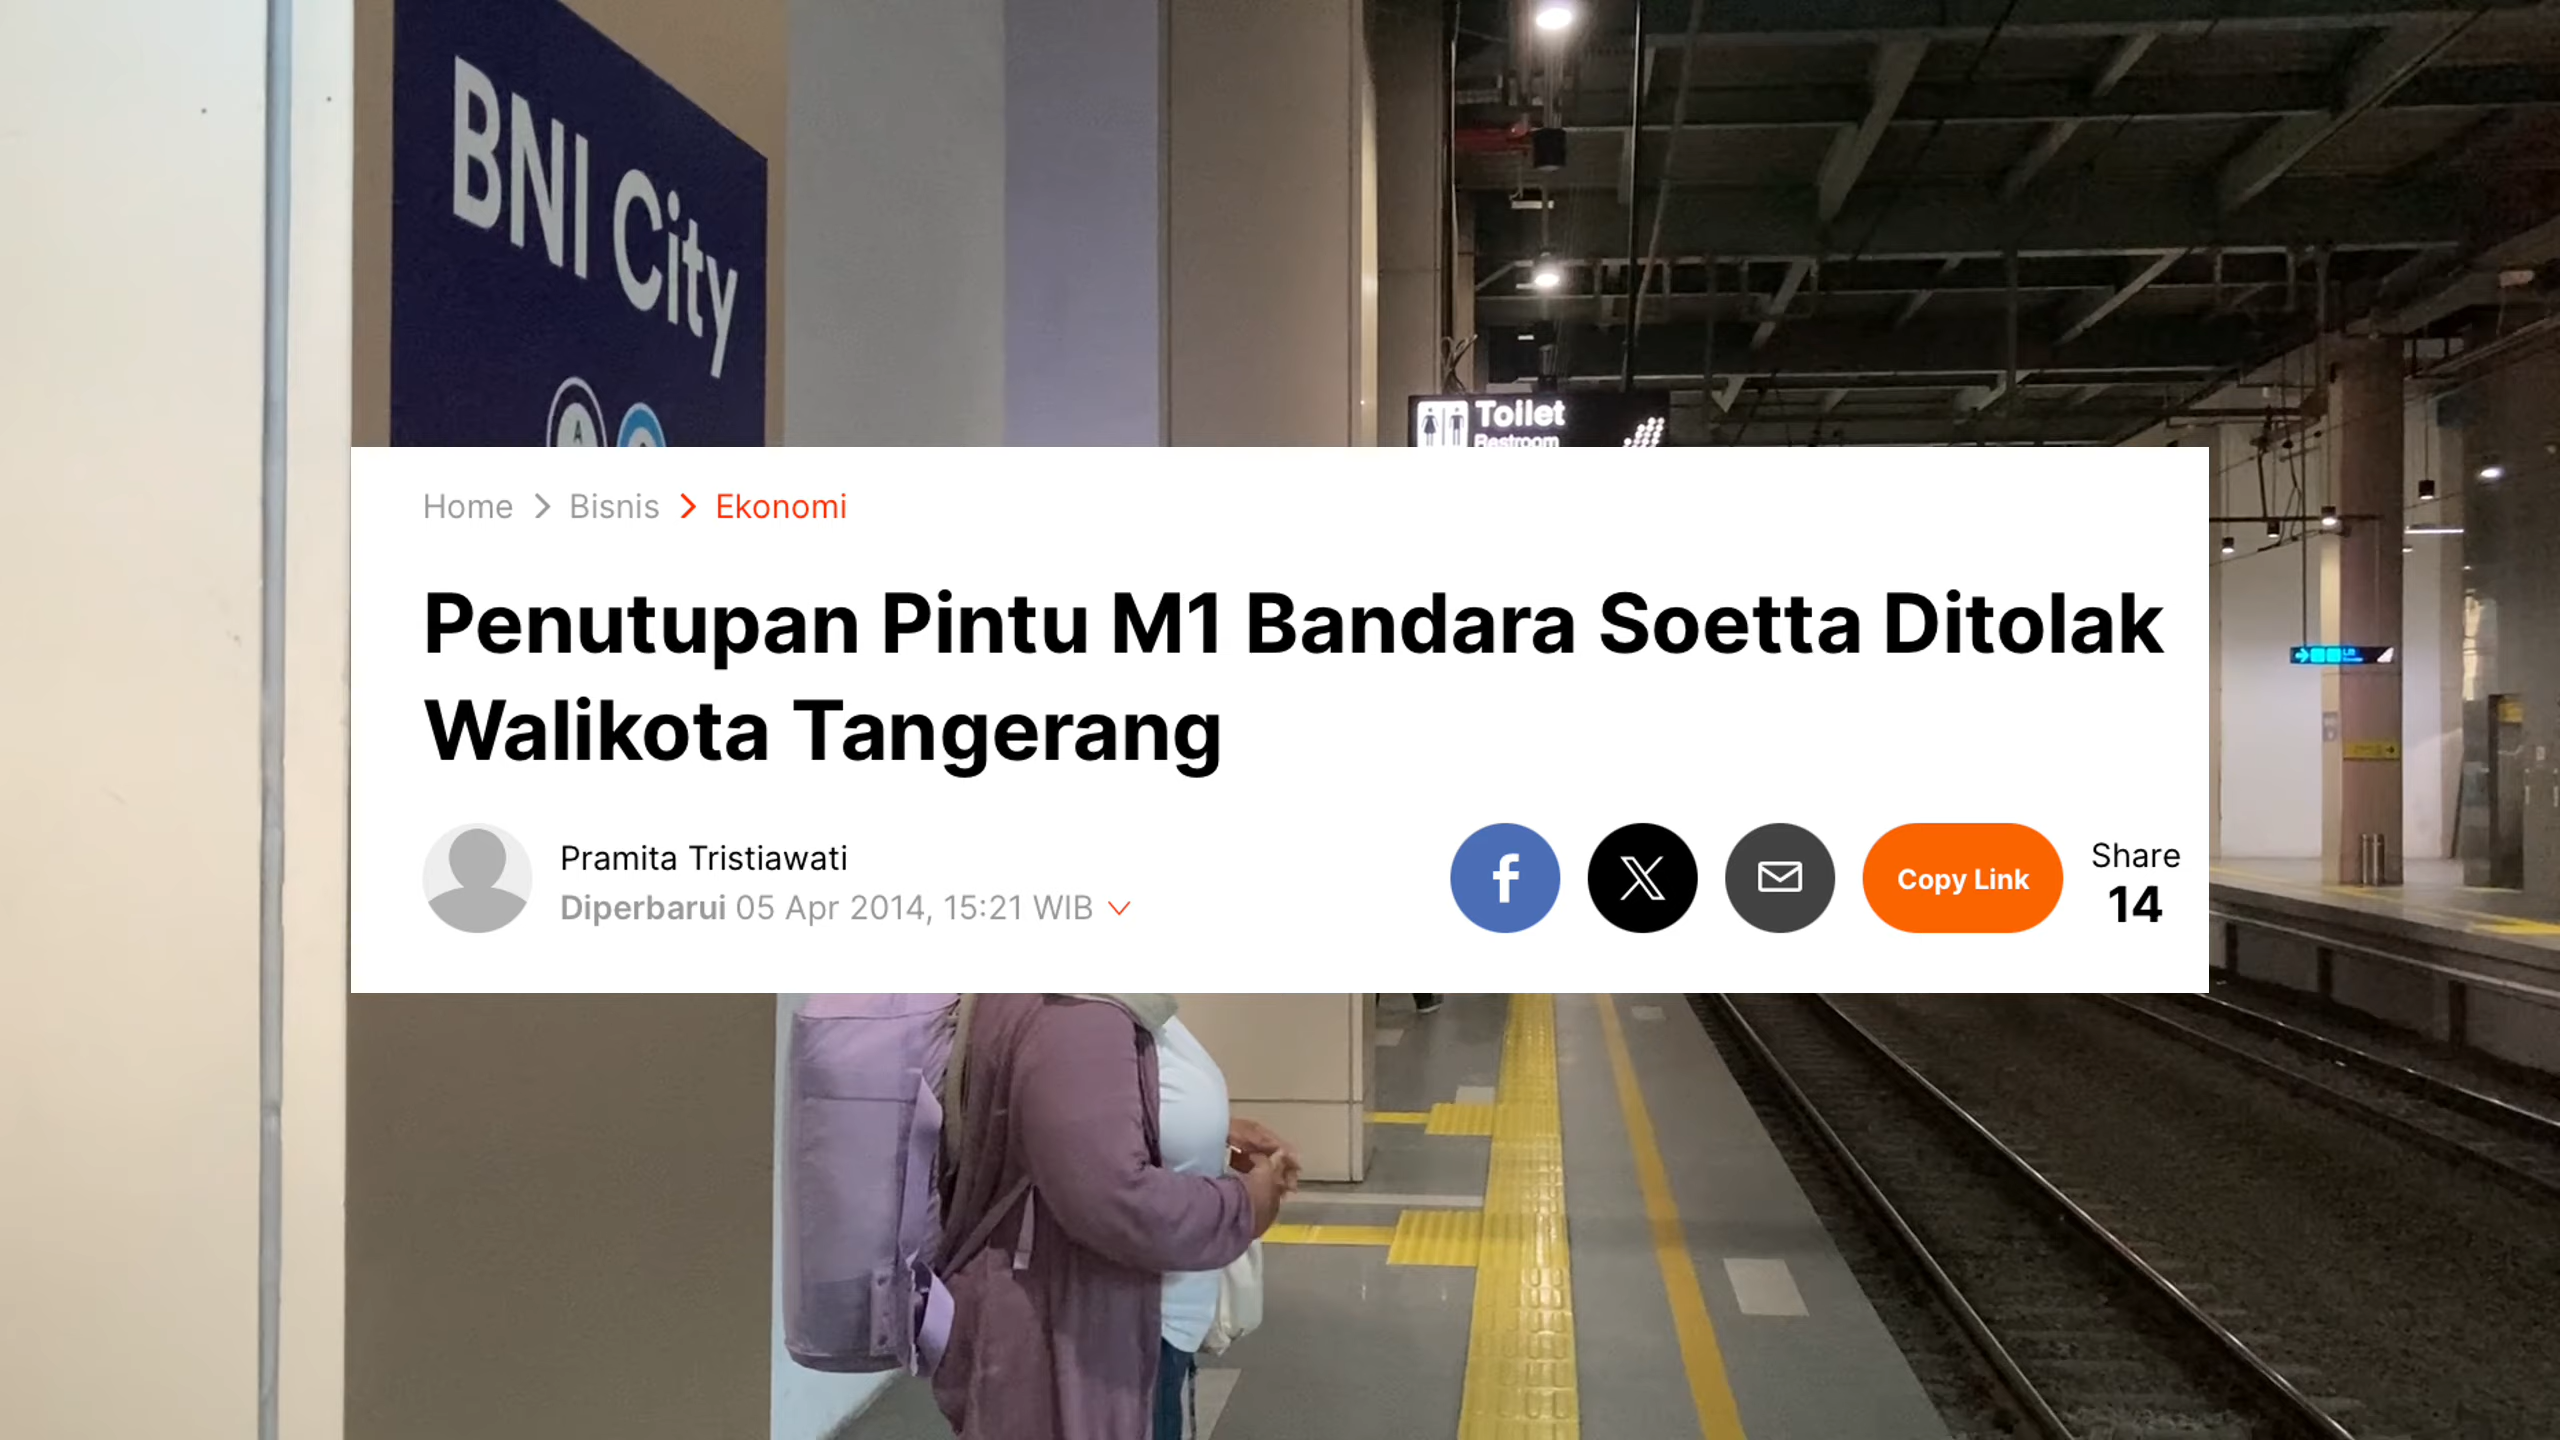 BNI City
A
Toilet
Restroom
Home > Bisnis > Ekonomi
Penutupan Pintu M1 Bandara Soetta Ditolak
Walikota Tangerang
Pramita Tristiawati
Diperbarui 05 Apr 2014, 15:21 WIB
Copy Link
Share
14